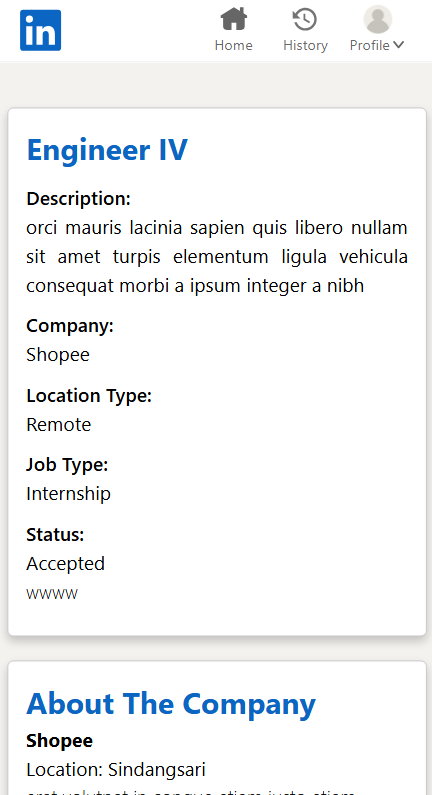 in
Home
History
Profile
Engineer IV
Description:
orci mauris lacinia sapien quis libero nullam
sit amet turpis elementum ligula vehicula
consequat morbi a ipsum integer a nibh
Company:
Shopee
Location Type:
Remote
Job Type:
Internship
Status:
Accepted
wwww
About The Company
Shopee
Location: Sindangsari